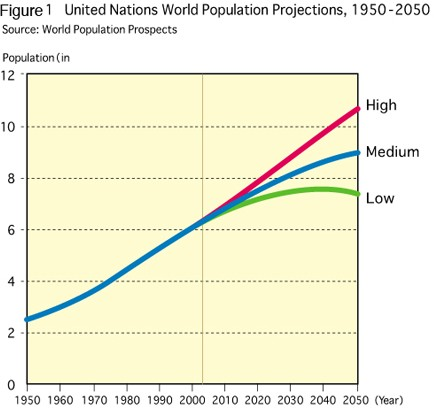 Figure 1 United Nations World Population Projections, 1950-2050
Source: World Population Prospects
Population (in
12
10
8
6
4
2
0
High
Medium
Low
1950 1960 1970 1980 1990 2000 2010 2020 2030 2040 2050 (Year)